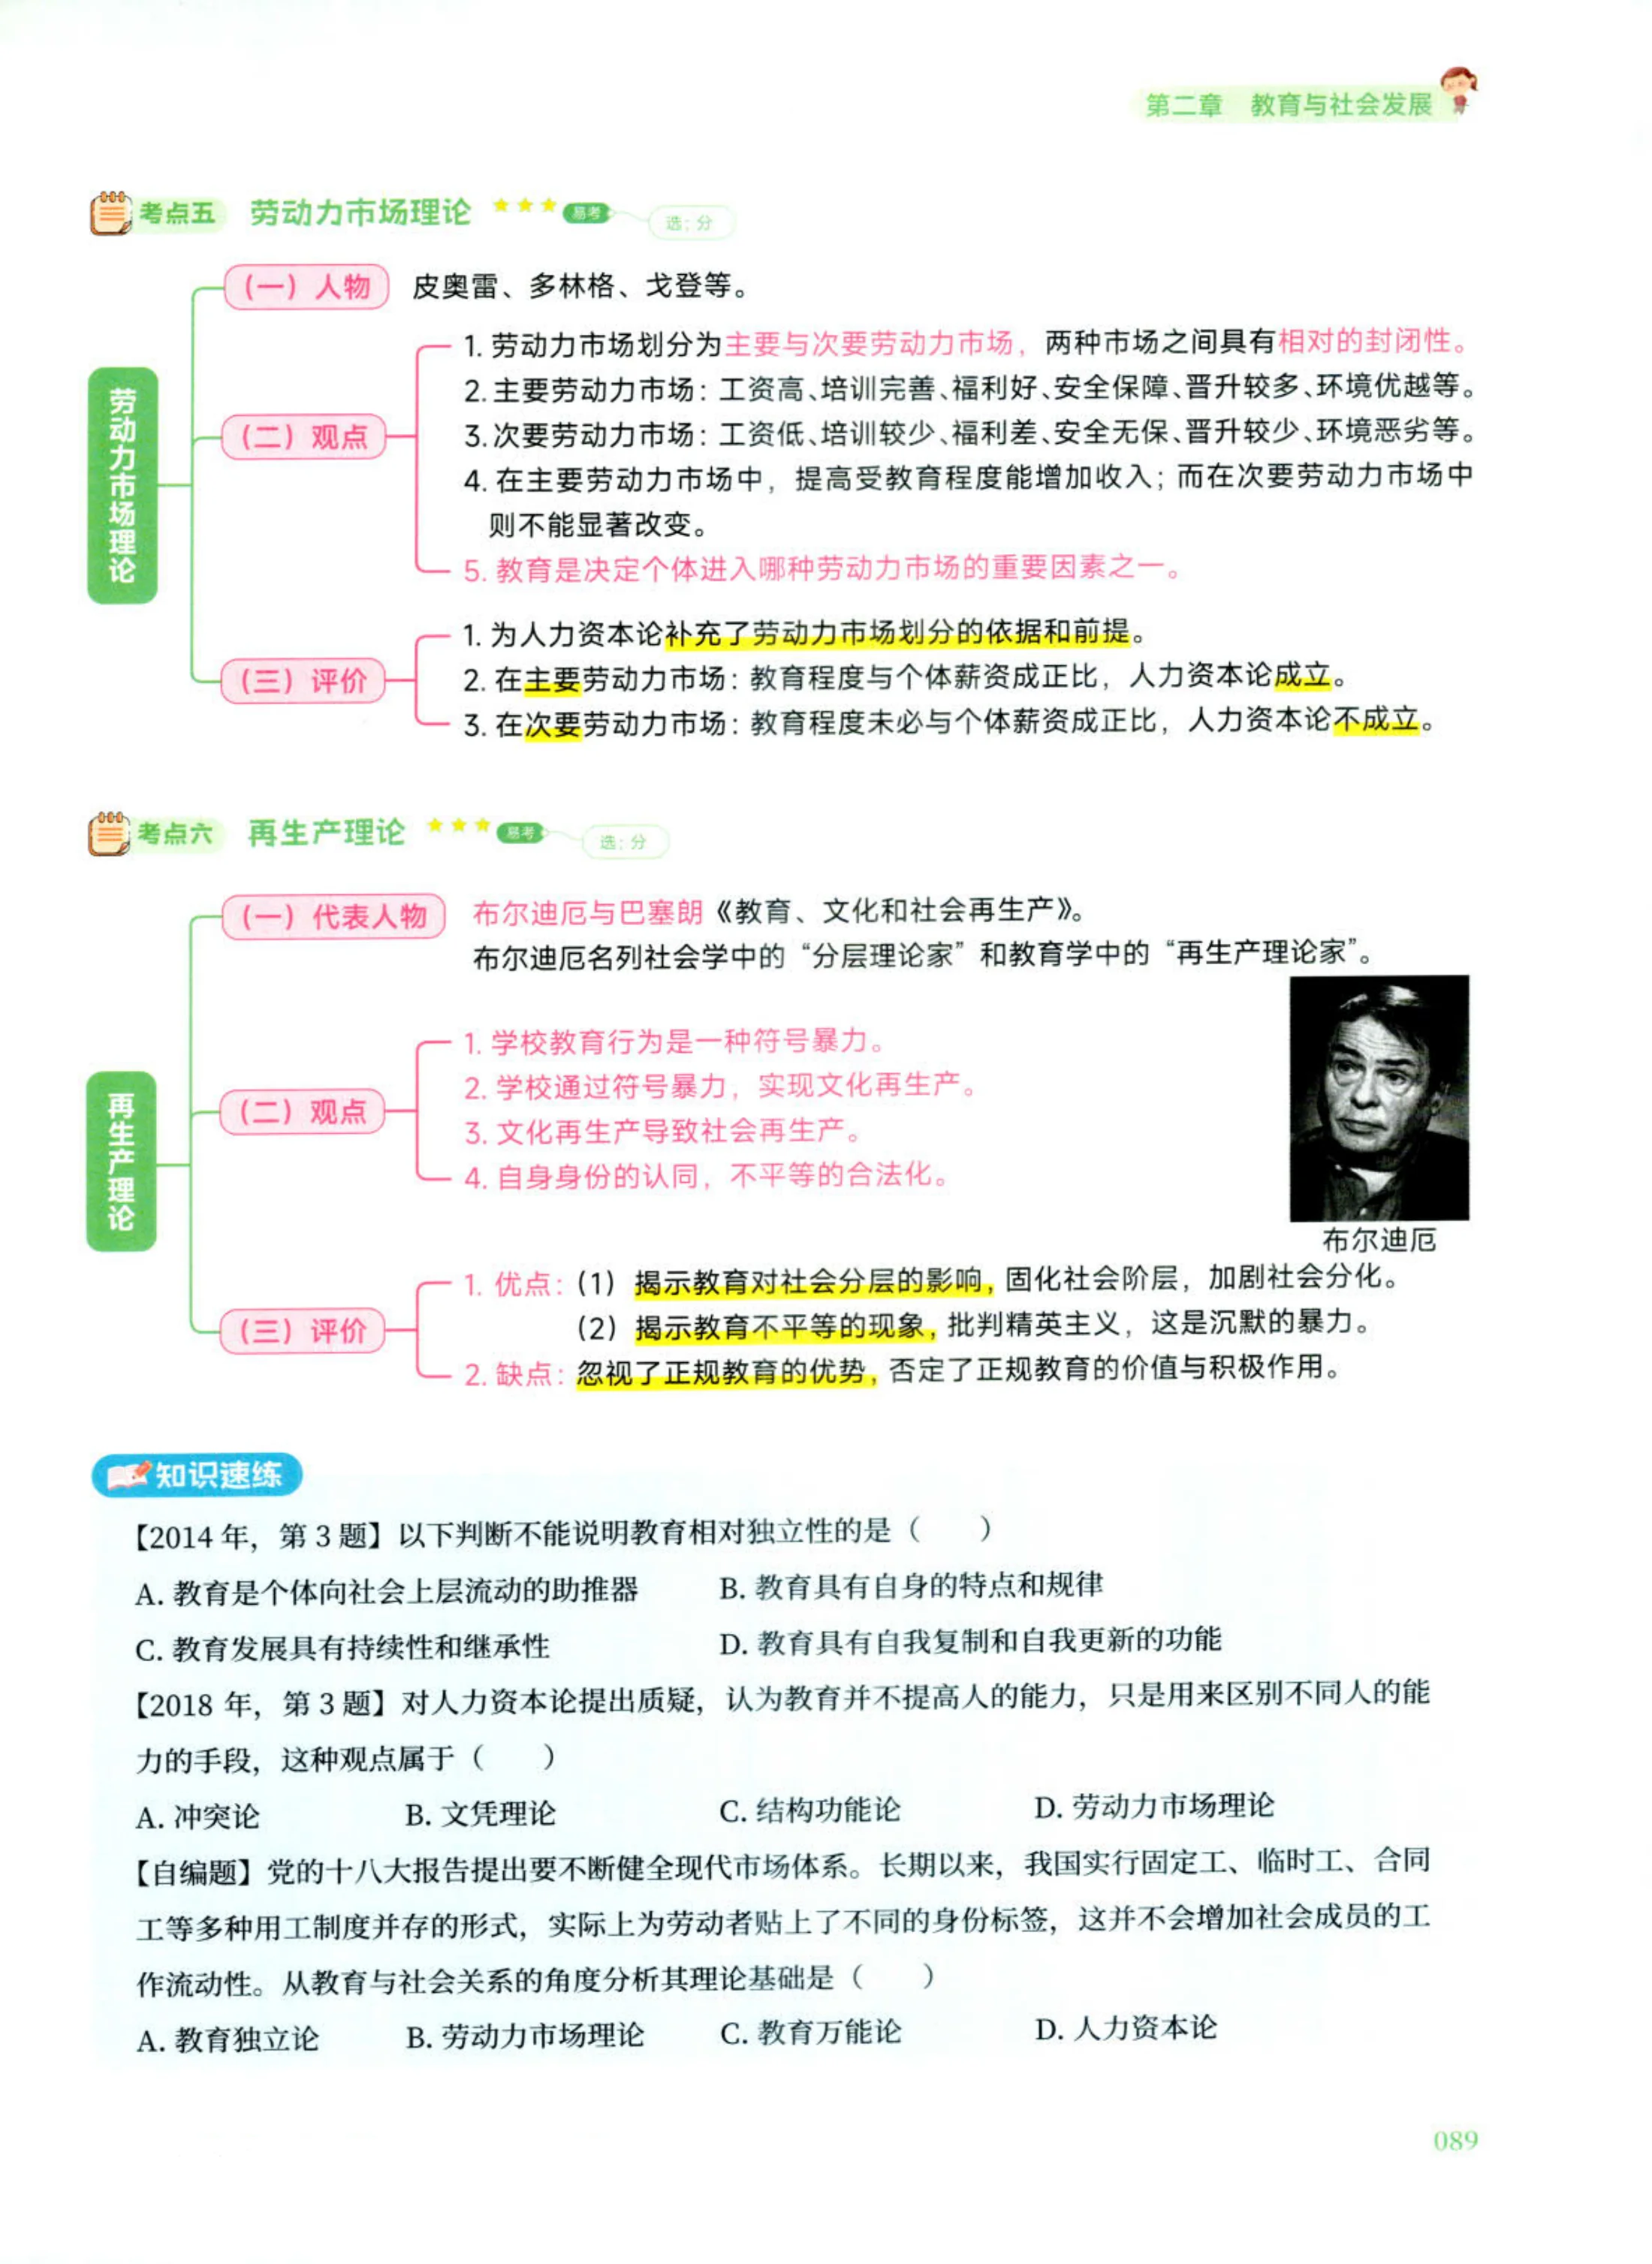 第二章 教育与社会发展
考点五 劳动力市场理论 易考 选；分
劳动力市场理论
（一）人物 皮奥雷、多林格、戈登等。
（二）观点
1. 劳动力市场划分为主要与次要劳动力市场，两种市场之间具有相对的封闭性。
2. 主要劳动力市场：工资高、培训完善、福利好、安全保障、晋升较多、环境优越等。
3. 次要劳动力市场：工资低、培训较少、福利差、安全无保、晋升较少、环境恶劣等。
4. 在主要劳动力市场中，提高受教育程度能增加收入；而在次要劳动力市场中
则不能显著改变。
5. 教育是决定个体进入哪种劳动力市场的重要因素之一。
（三）评价
1. 为人力资本论补充了劳动力市场划分的依据和前提。
2. 在主要劳动力市场：教育程度与个体薪资成正比，人力资本论成立。
3. 在次要劳动力市场：教育程度未必与个体薪资成正比，人力资本论不成立。
考点六 再生产理论 易考 选；分
再生产理论
（一）代表人物 布尔迪厄与巴塞朗《教育、文化和社会再生产》。
布尔迪厄名列社会学中的“分层理论家”和教育学中的“再生产理论家”。
（二）观点
1. 学校教育行为是一种符号暴力。
2. 学校通过符号暴力，实现文化再生产。
3. 文化再生产导致社会再生产。
4. 自身身份的认同，不平等的合法化。
布尔迪厄
（三）评价
1. 优点：（1）揭示教育对社会分层的影响，固化社会阶层，加剧社会分化。
（2）揭示教育不平等的现象，批判精英主义，这是沉默的暴力。
2. 缺点：忽视了正规教育的优势，否定了正规教育的价值与积极作用。
知识速练
【2014 年，第 3 题】以下判断不能说明教育相对独立性的是（ ）
A. 教育是个体向社会上层流动的助推器 B. 教育具有自身的特点和规律
C. 教育发展具有持续性和继承性 D. 教育具有自我复制和自我更新的功能
【2018 年，第 3 题】对人力资本论提出质疑，认为教育并不提高人的能力，只是用来区别不同人的能
力的手段，这种观点属于（ ）
A. 冲突论 B. 文凭理论 C. 结构功能论 D. 劳动力市场理论
【自编题】党的十八大报告提出要不断健全现代市场体系。长期以来，我国实行固定工、临时工、合同
工等多种用工制度并存的形式，实际上为劳动者贴上了不同的身份标签，这并不会增加社会成员的工
作流动性。从教育与社会关系的角度分析其理论基础是（ ）
A. 教育独立论 B. 劳动力市场理论 C. 教育万能论 D. 人力资本论
089